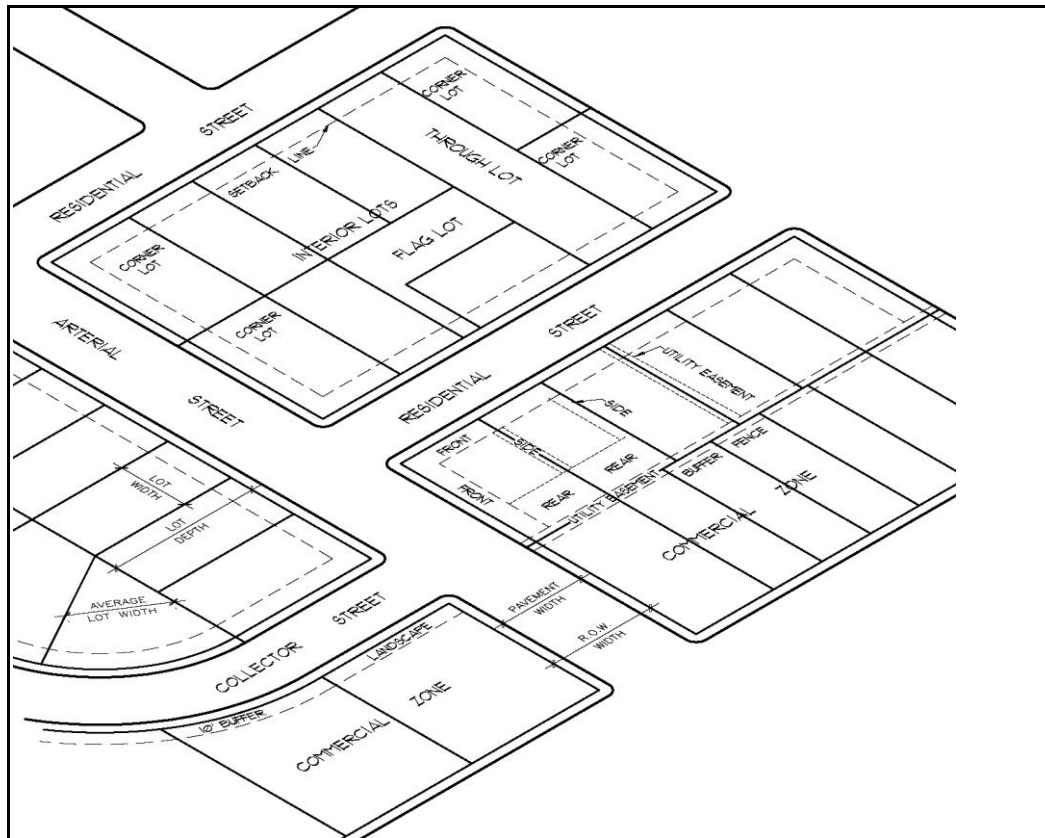 CORNER
LOT
STREET
THROUGH LOT
CORNER
LOT
LINE
SETBACK
RESIDENTIAL
INTERIOR LOTS
FLAG LOT
CORNER
LOT
CORNER
LOT
ARTERIAL
STREET
STREET
RESIDENTIAL
UTILITY EASEMENT
SIDE
FRONT
SIDE
REAR
FENCE
BUFFER
FRONT
REAR
UTILITY EASEMENT
ZONE
COMMERCIAL
LOT
WIDTH
LOT
DEPTH
AVERAGE
LOT WIDTH
PAVEMENT
WIDTH
R.O.W.
WIDTH
STREET
COLLECTOR
LANDSCAPE
10' BUFFER
ZONE
COMMERCIAL